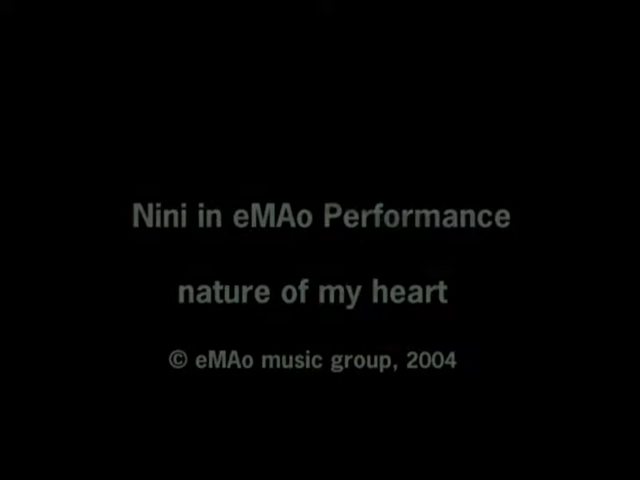 Nini in eMAo Performance
nature of my heart
© eMAo music group, 2004